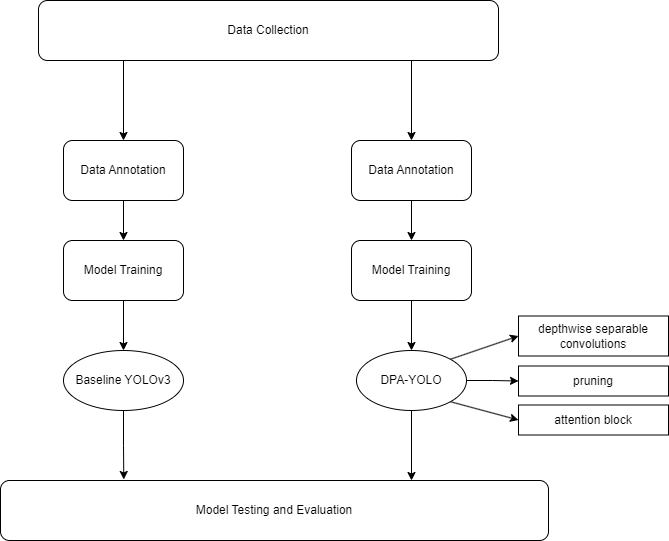 Data Collection
Data Annotation
Data Annotation
Model Training
Model Training
depthwise separable
convolutions
Baseline YOLOv3
DPA-YOLO
pruning
attention block
Model Testing and Evaluation